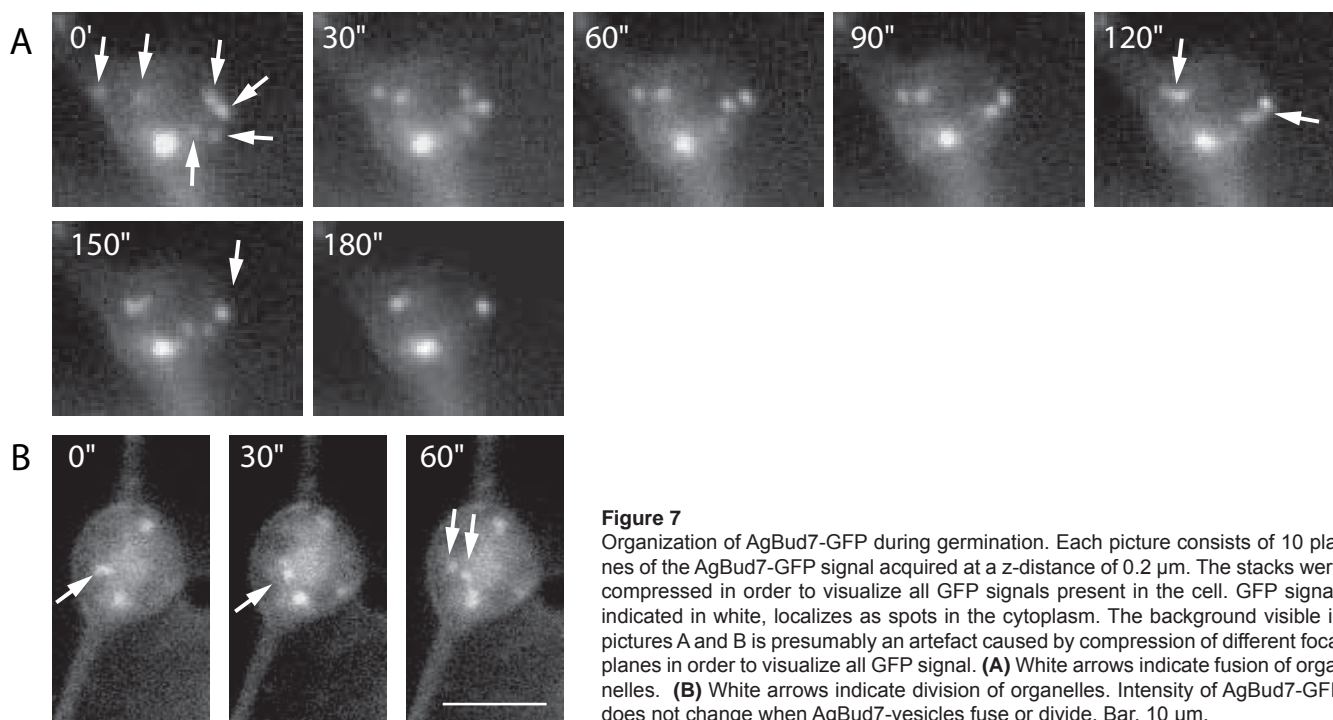 A
0'
30"
60"
90"
120"
150"
180"
B
0"
30"
60"
Figure 7
Organization of AgBud7-GFP during germination. Each picture consists of 10 pla-
nes of the AgBud7-GFP signal acquired at a z-distance of 0.2 µm. The stacks were
compressed in order to visualize all GFP signals present in the cell. GFP signal
indicated in white, localizes as spots in the cytoplasm. The background visible
pictures A and B is presumably an artefact caused by compression of different foca
planes in order to visualize all GFP signal. (A) White arrows indicate fusion of orga-
nelles. (B) White arrows indicate division of organelles. Intensity of AgBud7-GFP
does not change when AgBud7-vesicles fuse or divide. Bar, 10 µm.